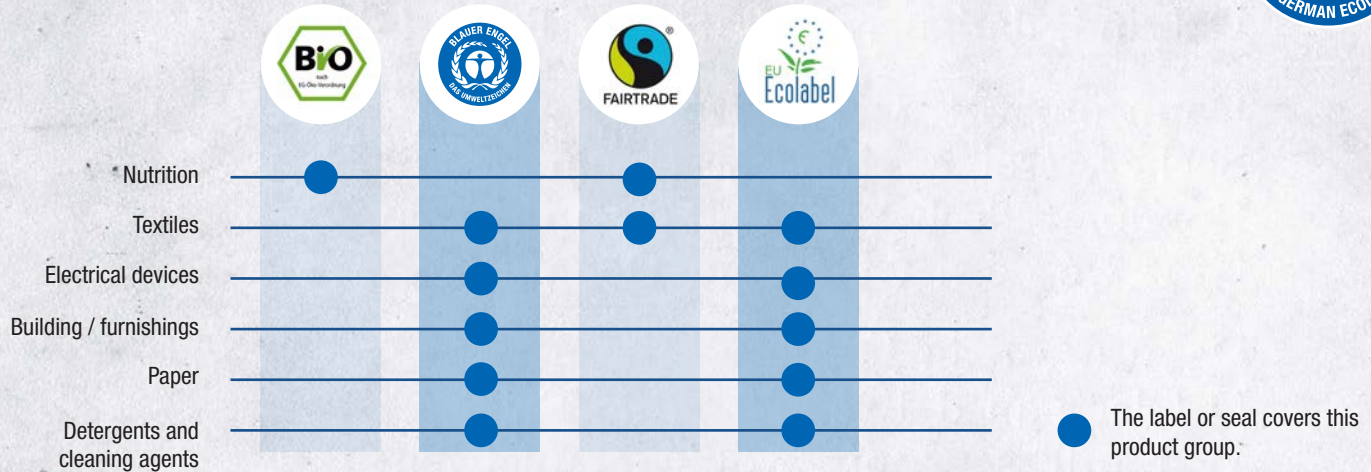 GERMAN ECO
Bio
nach
EG-Öko-Verordnung
BLAUER ENGEL
DAS UMWELTZEICHEN
®
FAIRTRADE
EU
Ecolabel
Nutrition
Textiles
Electrical devices
Building / furnishings
Paper
Detergents and
cleaning agents
The label or seal covers this
product group.